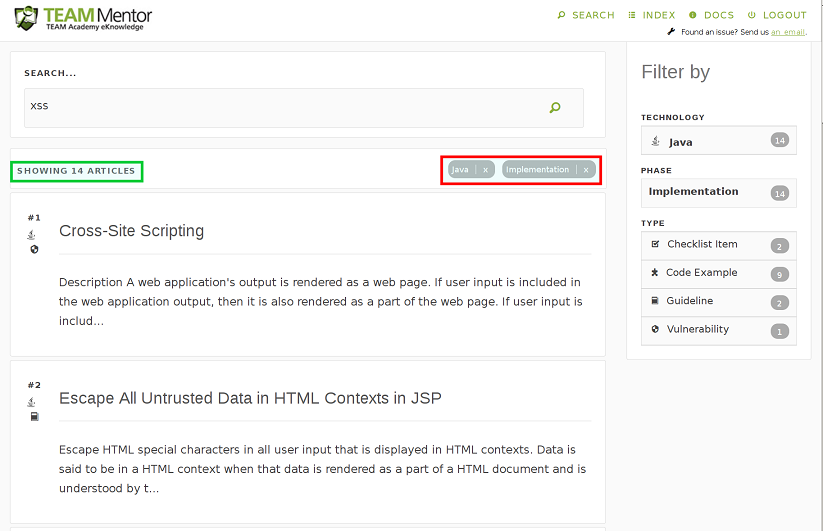 TEAM Mentor
TEAM Academy eKnowledge
SEARCH INDEX DOCS LOGOUT
Found an issue? Send us an email.
SEARCH...
xss
SHOWING 14 ARTICLES
Java | x Implementation | x
#1
Cross-Site Scripting
Description A web application's output is rendered as a web page. If user input is included in
the web application output, then it is also rendered as a part of the web page. If user input is
includ...
#2
Escape All Untrusted Data in HTML Contexts in JSP
Escape HTML special characters in all user input that is displayed in HTML contexts. Data is
said to be in a HTML context when that data is rendered as a part of a HTML document and is
understood by t...
Filter by
TECHNOLOGY
Java 14
PHASE
Implementation 14
TYPE
Checklist Item 2
Code Example 9
Guideline 2
Vulnerability 1